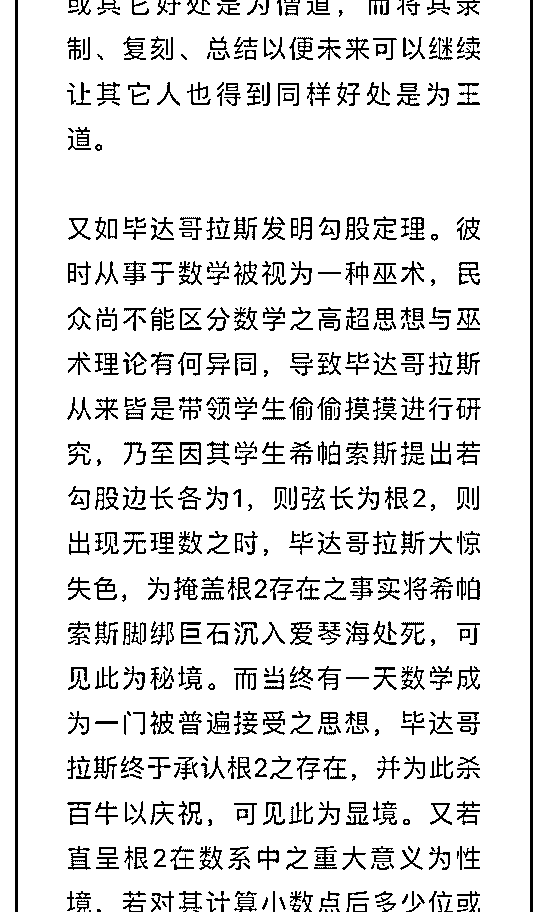 或其它好处是为僧道，而将其录
制、复刻、总结以便未来可以继续
让其它人也得到同样好处是为王
道。
又如毕达哥拉斯发明勾股定理。彼
时从事于数学被视为一种巫术，民
众尚不能区分数学之高超思想与巫
术理论有何异同，导致毕达哥拉斯
从来皆是带领学生偷偷摸摸进行研
究，乃至因其学生希帕索斯提出若
勾股边长各为1，则弦长为根2，则
出现无理数之时，毕达哥拉斯大惊
失色，为掩盖根2存在之事实将希帕
索斯脚绑巨石沉入爱琴海处死，可
见此为秘境。而当终有一天数学成
为一门被普遍接受之思想，毕达哥
拉斯终于承认根2之存在，并为此杀
百牛以庆祝，可见此为显境。又若
直呈根2在数系中之重大意义为性
境，若对其计算小数点后多少位或